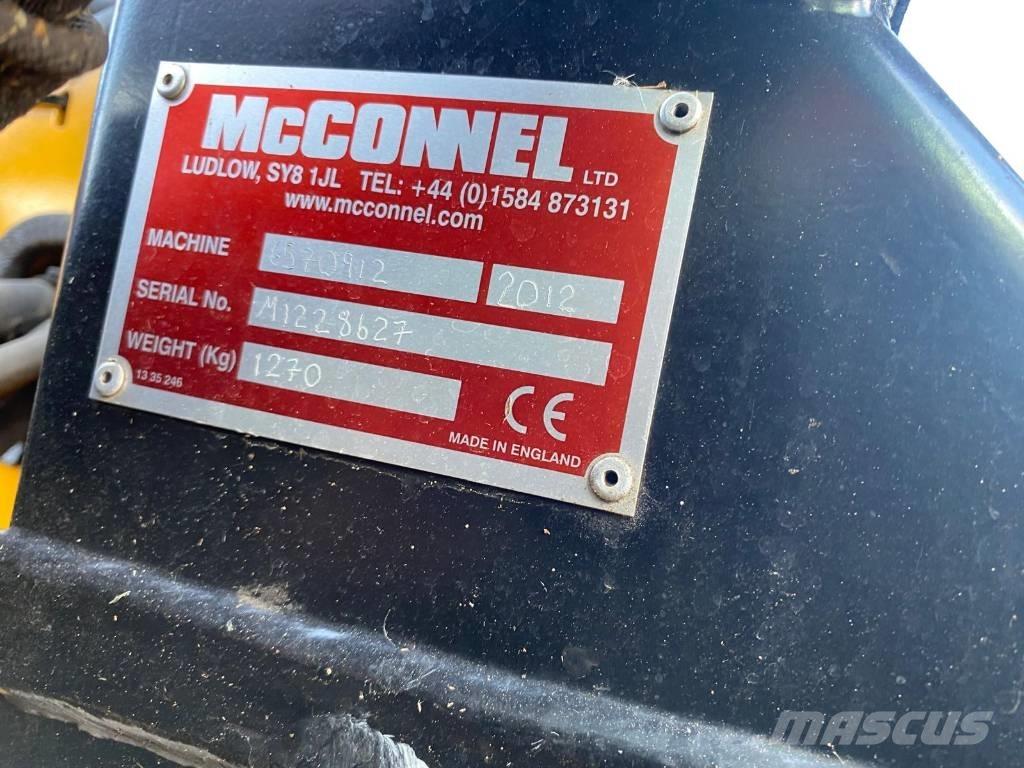 McCONNEL LTD
LUDLOW, SY8 1JL TEL: +44 (0)1584 873131
www.mcconnel.com
MACHINE 2012
SERIAL No. M1228627
WEIGHT (Kg) 1270
13 35 246
CE
MADE IN ENGLAND
MASCUS